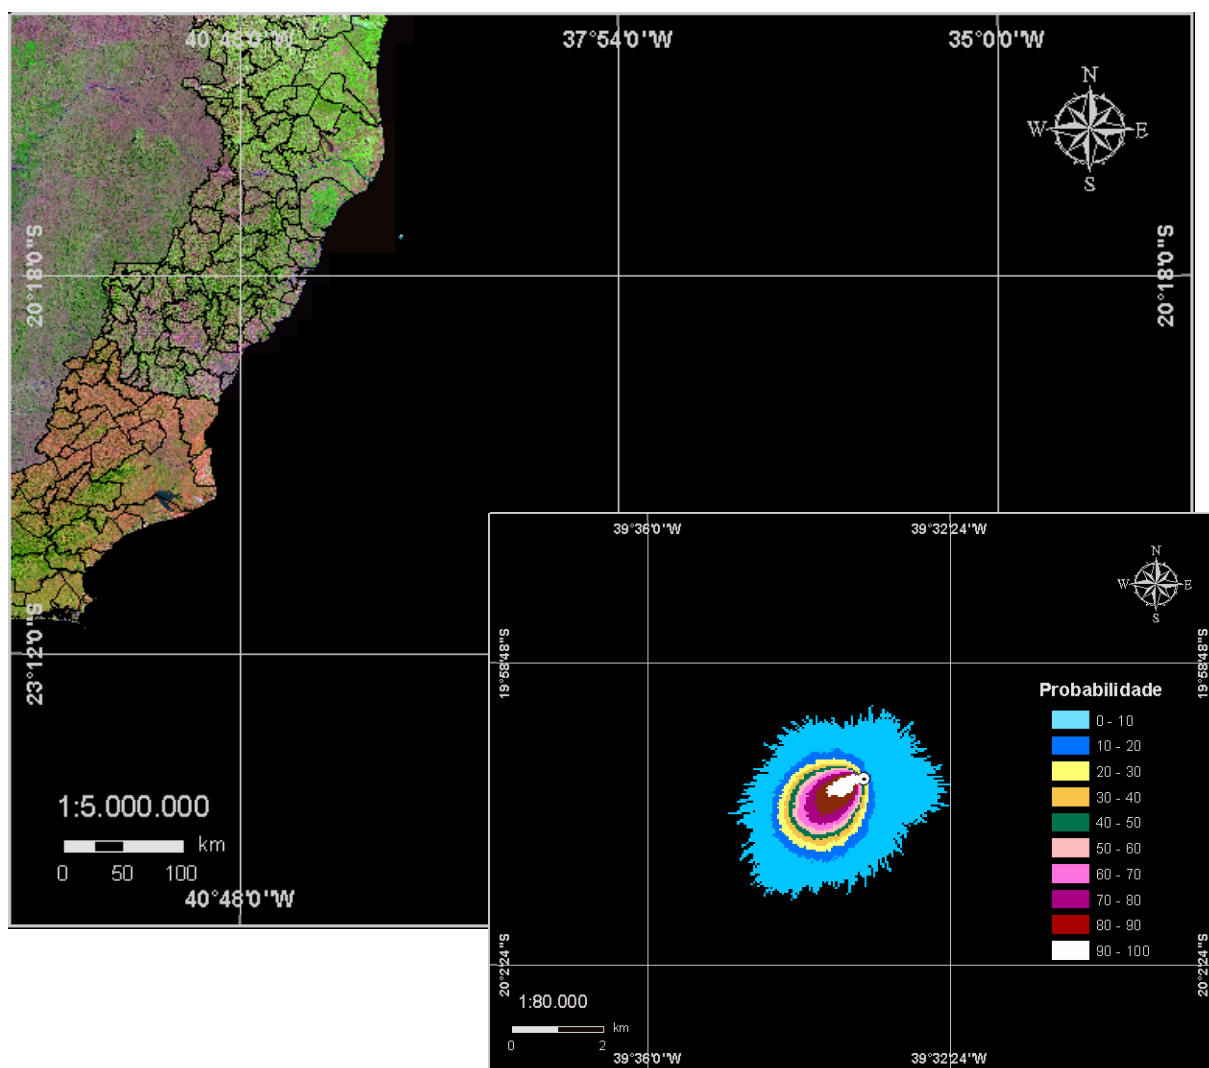 40°48'0"W
37°54'0"W
35°0'0"W
N
W
E
S
20°18'0"S
20°18'0"S
23°12'0"S
1:5.000.000
km
0 50 100
40°48'0"W
39°36'0"W
39°32'24"W
N
W
E
S
19°58'48"S
19°58'48"S
Probabilidade
0 - 10
10 - 20
20 - 30
30 - 40
40 - 50
50 - 60
60 - 70
70 - 80
80 - 90
90 - 100
20°2'24"S
20°2'24"S
1:80.000
km
0 2
39°36'0"W
39°32'24"W